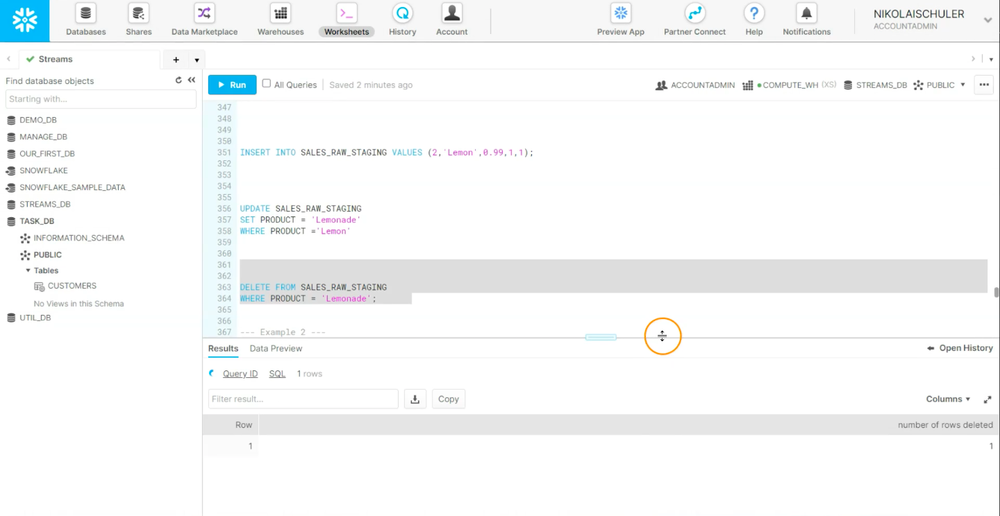 Databases
Shares
Data Marketplace
Warehouses
Worksheets
History
Account
Preview App
Partner Connect
Help
Notifications
NIKOLAISCHULER
ACCOUNTADMIN
Streams
Find database objects
Starting with...
DEMO_DB
MANAGE_DB
OUR_FIRST_DB
SNOWFLAKE
SNOWFLAKE_SAMPLE_DATA
STREAMS_DB
TASK_DB
INFORMATION_SCHEMA
PUBLIC
Tables
CUSTOMERS
No Views in this Schema
UTIL_DB
Run All Queries Saved 2 minutes ago
ACCOUNTADMIN COMPUTE_WH (XS) STREAMS_DB PUBLIC
347
348
349
350
351 INSERT INTO SALES_RAW_STAGING VALUES (2,'Lemon',0.99,1,1);
352
353
354
355
356 UPDATE SALES_RAW_STAGING
357 SET PRODUCT = 'Lemonade'
358 WHERE PRODUCT ='Lemon'
359
360
361
362
363 DELETE FROM SALES_RAW_STAGING
364 WHERE PRODUCT = 'Lemonade';
365
366
367 --- Example 2 ---
Results Data Preview Open History
Query ID SQL 1 rows
Filter result... Copy Columns
Row number of rows deleted
1 1